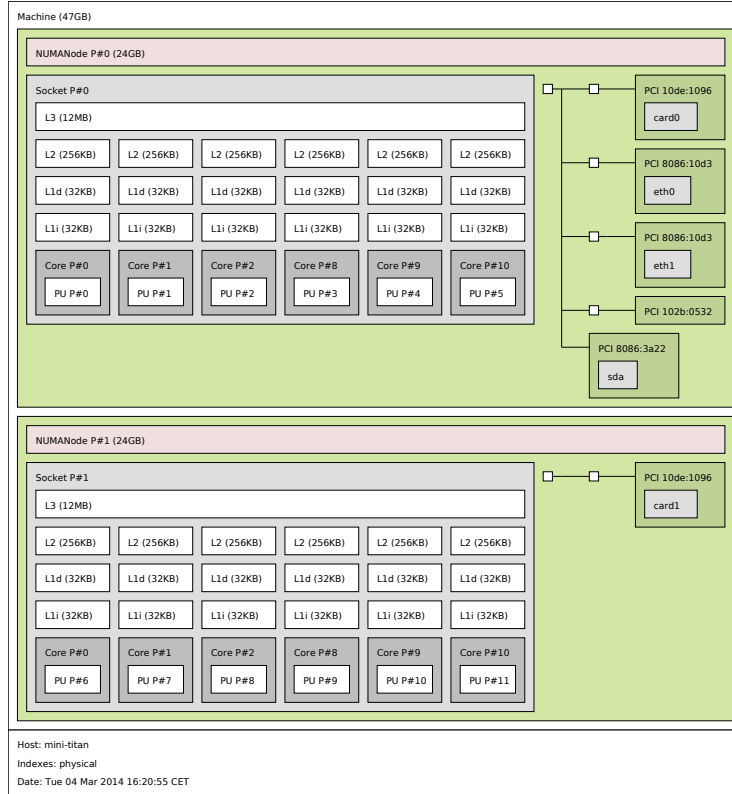 Machine (47GB)
NUMANode P#0 (24GB)
Socket P#0
PCI 10de:1096
L3 (12MB)
card0
L2 (256KB) L2 (256KB) L2 (256KB) L2 (256KB) L2 (256KB) L2 (256KB)
PCI 8086:10d3
L1d (32KB) L1d (32KB) L1d (32KB) L1d (32KB) L1d (32KB) L1d (32KB)
eth0
L1i (32KB) L1i (32KB) L1i (32KB) L1i (32KB) L1i (32KB) L1i (32KB)
PCI 8086:10d3
Core P#0 Core P#1 Core P#2 Core P#8 Core P#9 Core P#10
eth1
PU P#0 PU P#1 PU P#2 PU P#3 PU P#4 PU P#5
PCI 102b:0532
PCI 8086:3a22
sda
NUMANode P#1 (24GB)
Socket P#1
PCI 10de:1096
L3 (12MB)
card1
L2 (256KB) L2 (256KB) L2 (256KB) L2 (256KB) L2 (256KB) L2 (256KB)
L1d (32KB) L1d (32KB) L1d (32KB) L1d (32KB) L1d (32KB) L1d (32KB)
L1i (32KB) L1i (32KB) L1i (32KB) L1i (32KB) L1i (32KB) L1i (32KB)
Core P#0 Core P#1 Core P#2 Core P#8 Core P#9 Core P#10
PU P#6 PU P#7 PU P#8 PU P#9 PU P#10 PU P#11
Host: mini-titan
Indexes: physical
Date: Tue 04 Mar 2014 16:20:55 CET